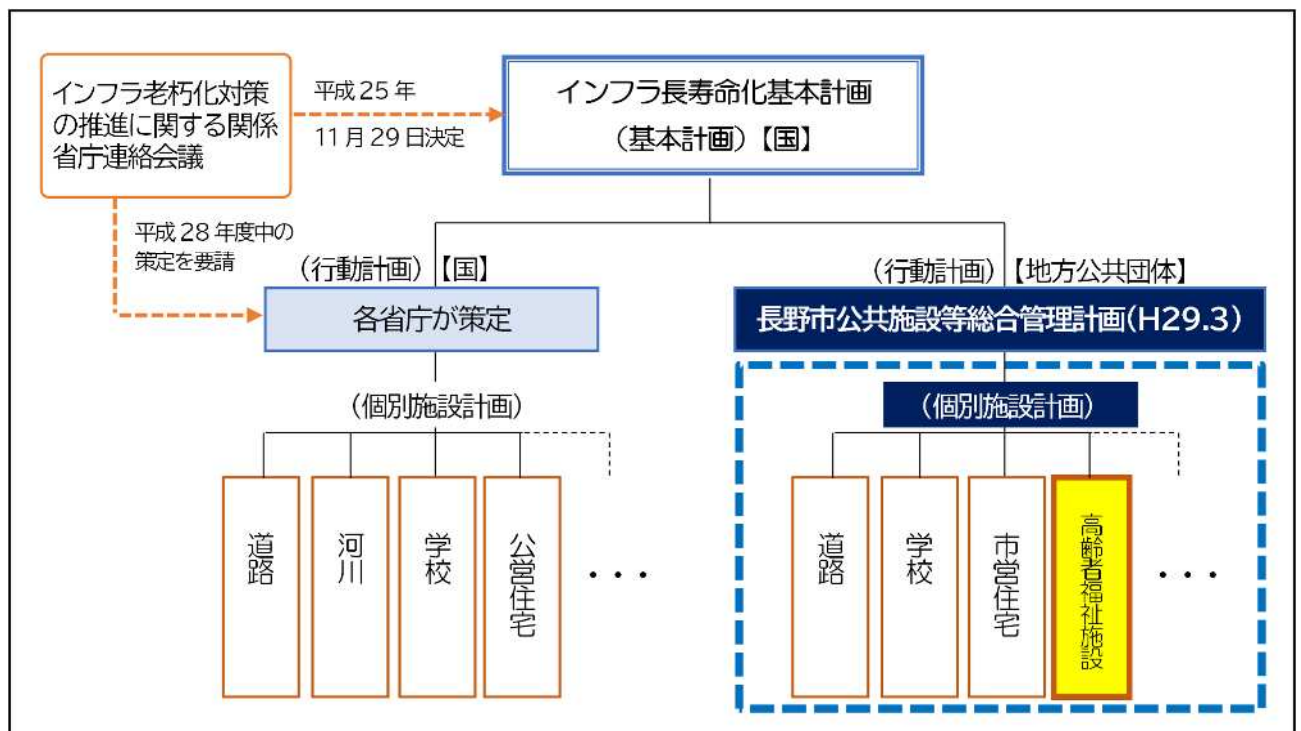 インフラ老朽化対策
の推進に関する関係
省庁連絡会議
平成25年
11月29日決定
インフラ長寿命化基本計画
（基本計画）【国】
平成28年度中の
策定を要請
（行動計画）【国】
各省庁が策定
（行動計画）【地方公共団体】
長野市公共施設等総合管理計画(H29.3)
（個別施設計画）
道路
河川
学校
公営住宅
・・・
（個別施設計画）
道路
学校
市営住宅
高齢者福祉施設
・・・